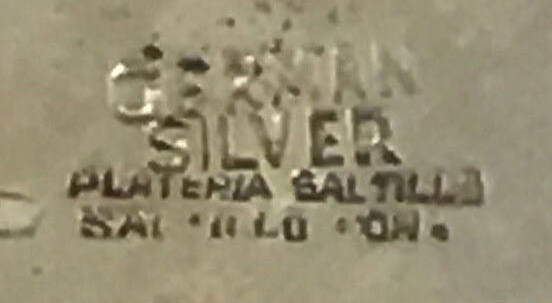 GERMAN
SILVER
PLATERIA SALTILLO
SALTILLO